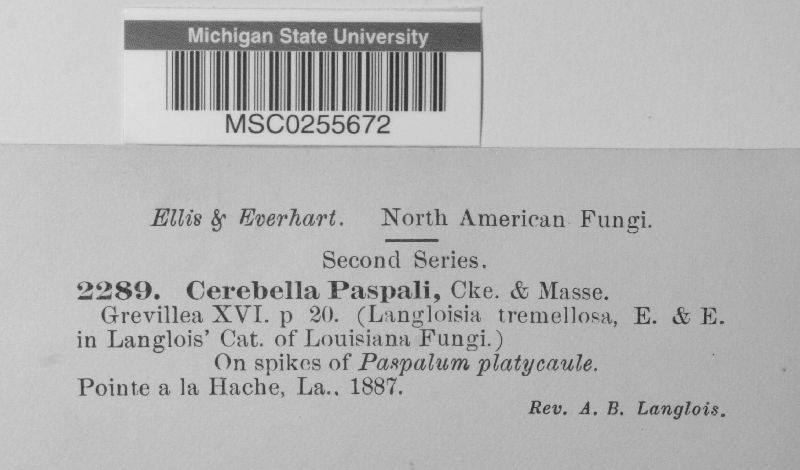 Michigan State University
MSC0255672
Ellis & Everhart. North American Fungi.
Second Series.
2289. Cerebella Paspali, Cke. & Masse.
Grevillea XVI. p 20. (Langloisia tremellosa, E. & E.
in Langlois' Cat. of Louisiana Fungi.)
On spikes of Paspalum platycaule.
Pointe a la Hache, La., 1887.
Rev. A. B. Langlois.